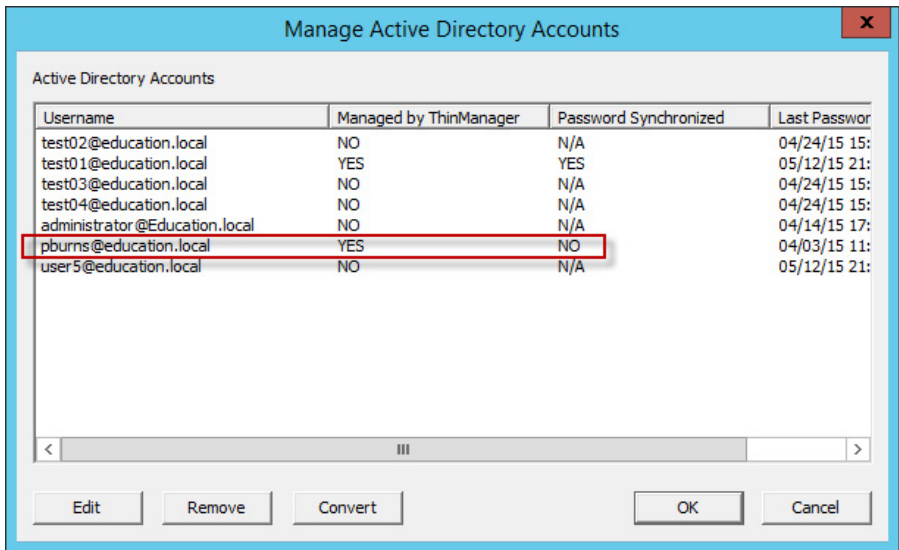 Manage Active Directory Accounts
x
Active Directory Accounts
Username Managed by ThinManager Password Synchronized Last Passwor
test02@education.local NO N/A 04/24/15 15:
test01@education.local YES YES 05/12/15 21:
test03@education.local NO N/A 04/24/15 15:
test04@education.local NO N/A 04/24/15 15:
administrator@Education.local NO N/A 04/14/15 17:
pburns@education.local YES NO 04/03/15 11:
user5@education.local NO N/A 05/12/15 21:
Edit Remove Convert OK Cancel